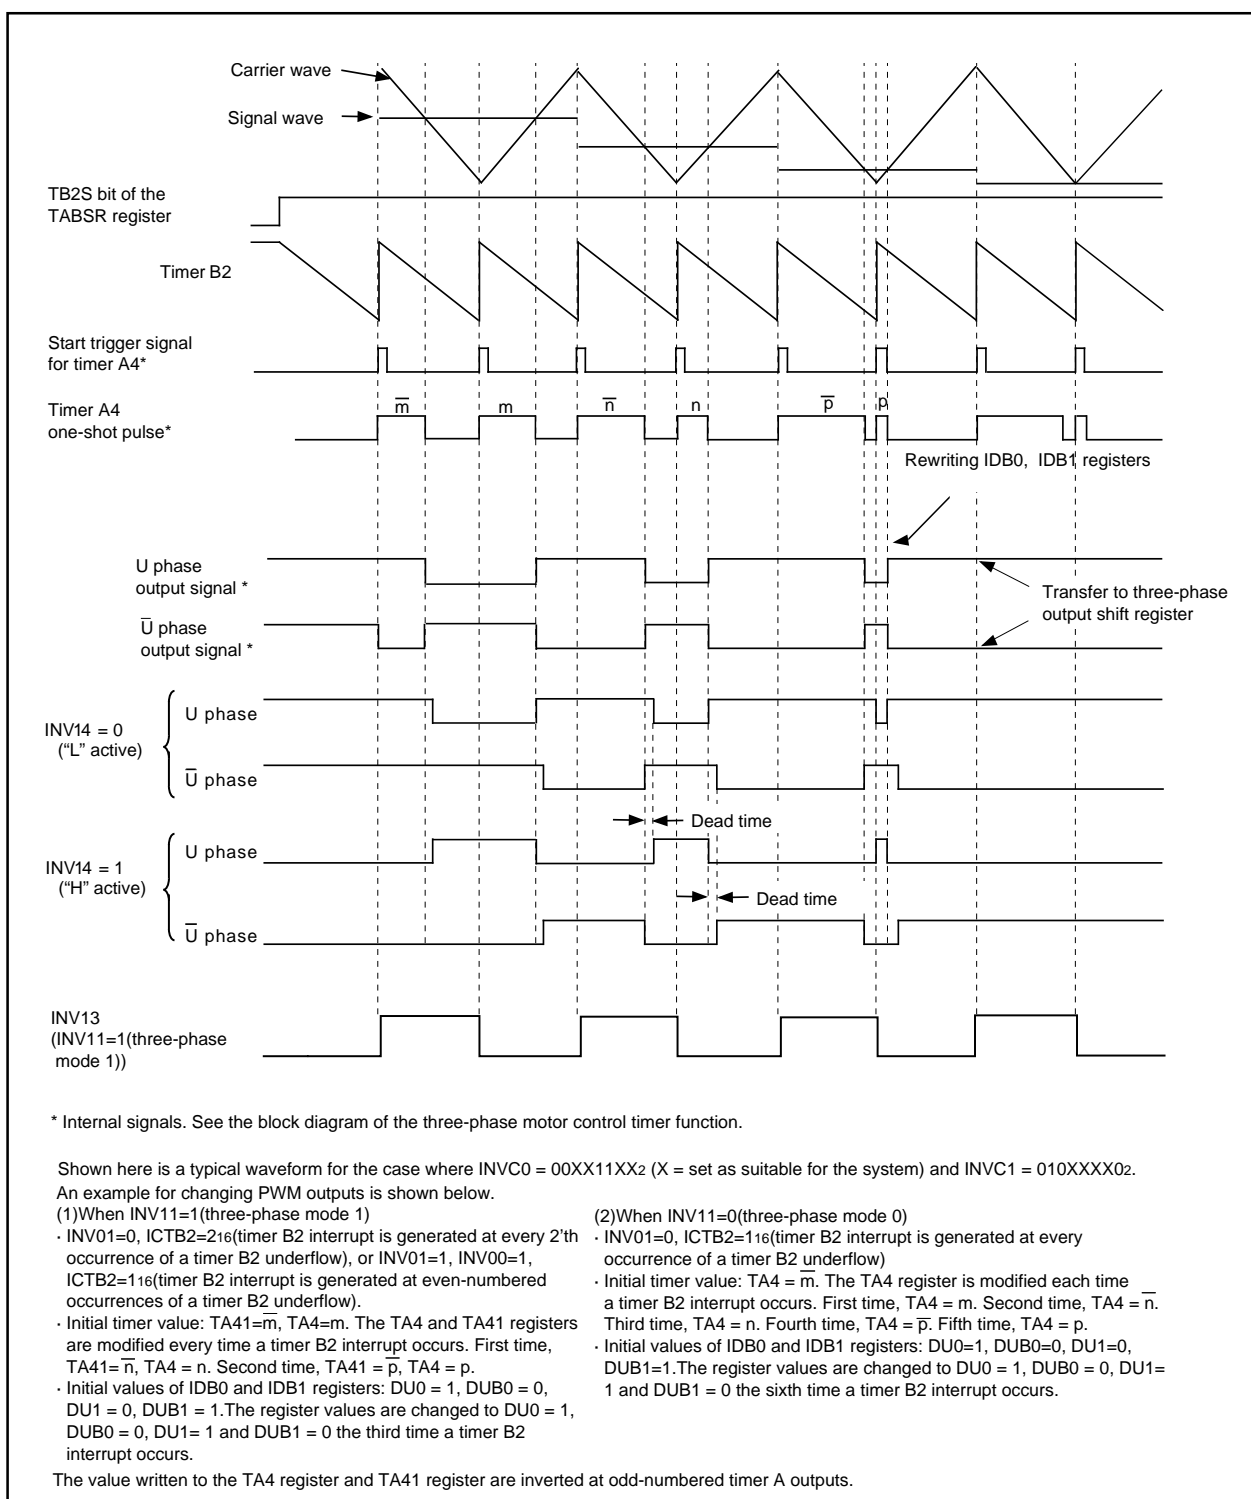 Carrier wave
Signal wave
TB2S bit of the
TABSR register
Timer B2
Start trigger signal
for timer A4*
Timer A4
one-shot pulse*
m̅ m n̅ n p̅ p
Rewriting IDB0, IDB1 registers
U phase
output signal *
Transfer to three-phase
output shift register
U̅ phase
output signal *
INV14 = 0
(“L” active)
U phase
U̅ phase
Dead time
INV14 = 1
(“H” active)
U phase
Dead time
U̅ phase
INV13
(INV11=1(three-phase
mode 1))
* Internal signals. See the block diagram of the three-phase motor control timer function.
Shown here is a typical waveform for the case where INVC0 = 00XX11XX2 (X = set as suitable for the system) and INVC1 = 010XXXX02.
An example for changing PWM outputs is shown below.
(1)When INV11=1(three-phase mode 1)
· INV01=0, ICTB2=216(timer B2 interrupt is generated at every 2'th
occurrence of a timer B2 underflow), or INV01=1, INV00=1,
ICTB2=116(timer B2 interrupt is generated at even-numbered
occurrences of a timer B2 underflow).
· Initial timer value: TA41=m̅, TA4=m. The TA4 and TA41 registers
are modified every time a timer B2 interrupt occurs. First time,
TA41= n̅, TA4 = n. Second time, TA41 = p̅, TA4 = p.
· Initial values of IDB0 and IDB1 registers: DU0 = 1, DUB0 = 0,
DU1 = 0, DUB1 = 1.The register values are changed to DU0 = 1,
DUB0 = 0, DU1= 1 and DUB1 = 0 the third time a timer B2
interrupt occurs.
(2)When INV11=0(three-phase mode 0)
· INV01=0, ICTB2=116(timer B2 interrupt is generated at every
occurrence of a timer B2 underflow)
· Initial timer value: TA4 = m̅. The TA4 register is modified each time
a timer B2 interrupt occurs. First time, TA4 = m. Second time, TA4 = n̅.
Third time, TA4 = n. Fourth time, TA4 = p̅. Fifth time, TA4 = p.
· Initial values of IDB0 and IDB1 registers: DU0=1, DUB0=0, DU1=0,
DUB1=1.The register values are changed to DU0 = 1, DUB0 = 0, DU1=
1 and DUB1 = 0 the sixth time a timer B2 interrupt occurs.
The value written to the TA4 register and TA41 register are inverted at odd-numbered timer A outputs.